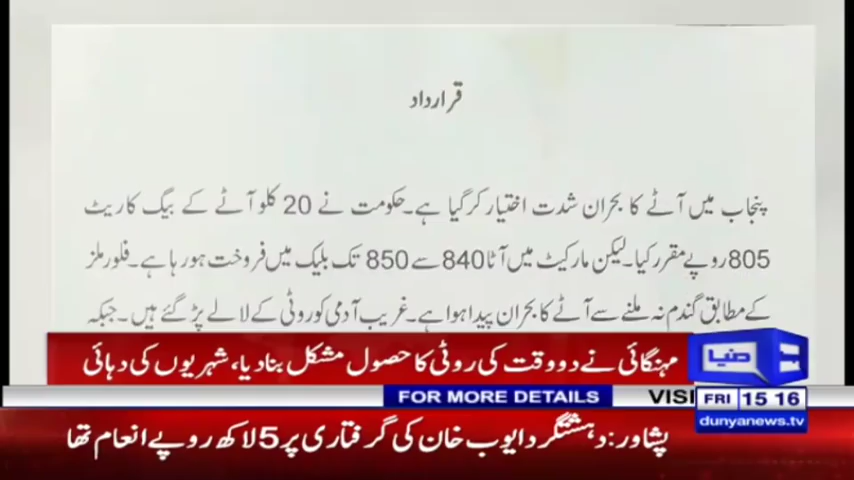 قرارداد
پنجاب میں آٹے کا بحران شدت اختیار کر گیا ہے۔ حکومت نے 20 کلو آٹے کے بیگ کا ریٹ
805 روپے مقرر کیا۔ لیکن مارکیٹ میں آٹا 840 سے 850 تک بلیک میں فروخت ہو رہا ہے۔ فلور ملز
کے مطابق گندم نہ ملنے سے آٹے کا بحران پیدا ہوا ہے۔ غریب آدمی کو روٹی کے لالے پڑ گئے ہیں۔ جبکہ
مہنگائی نے دو وقت کی روٹی کا حصول مشکل بنا دیا، شہریوں کی دہائی
دنیا
FOR MORE DETAILS VISI
FRI 15 16
dunyanews.tv
پشاور: دہشتگرد ایوب خان کی گرفتاری پر 5 لاکھ روپے انعام تھا